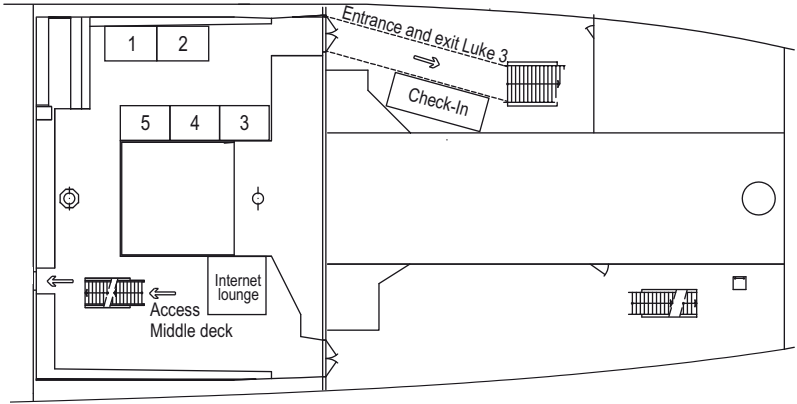 Entrance and exit Luke 3
1 2
Check-In
5 4 3
Internet
lounge
Access
Middle deck